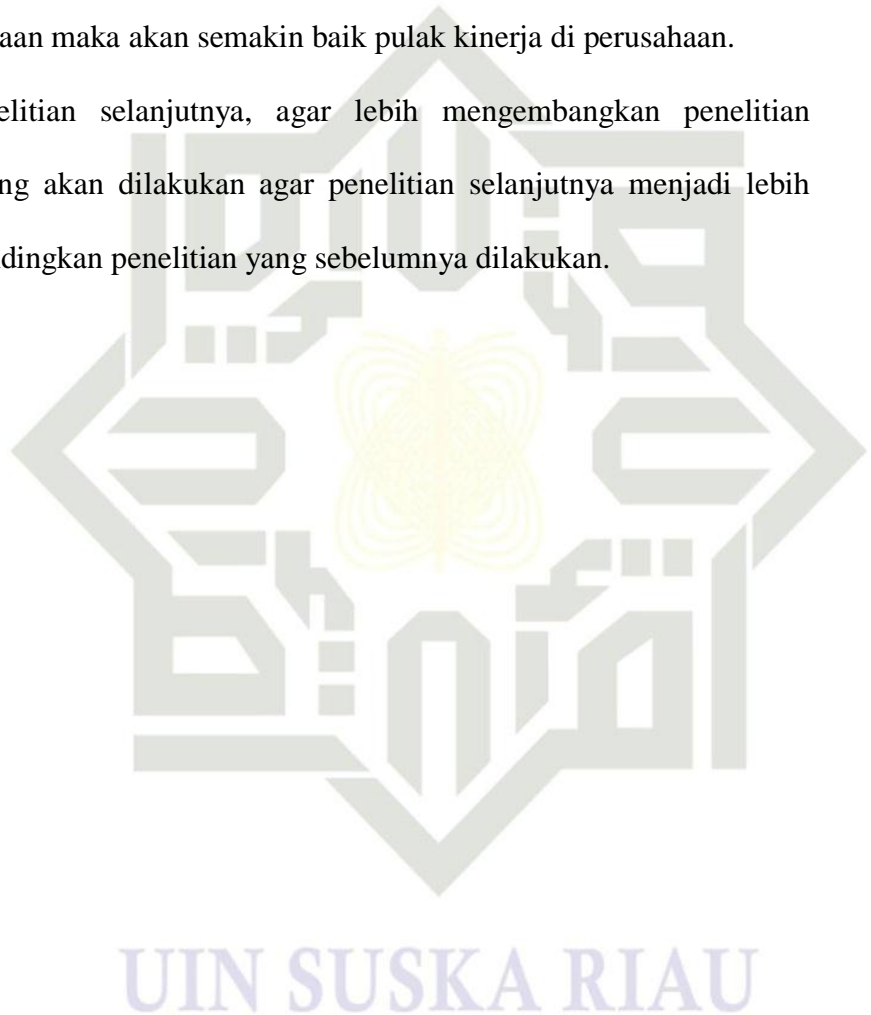 aan maka akan semakin baik pulak kinerja di perusahaan.
elitian selanjutnya, agar lebih mengembangkan penelitian
ng akan dilakukan agar penelitian selanjutnya menjadi lebih
dingkan penelitian yang sebelumnya dilakukan.
UIN SUSKA RIAU